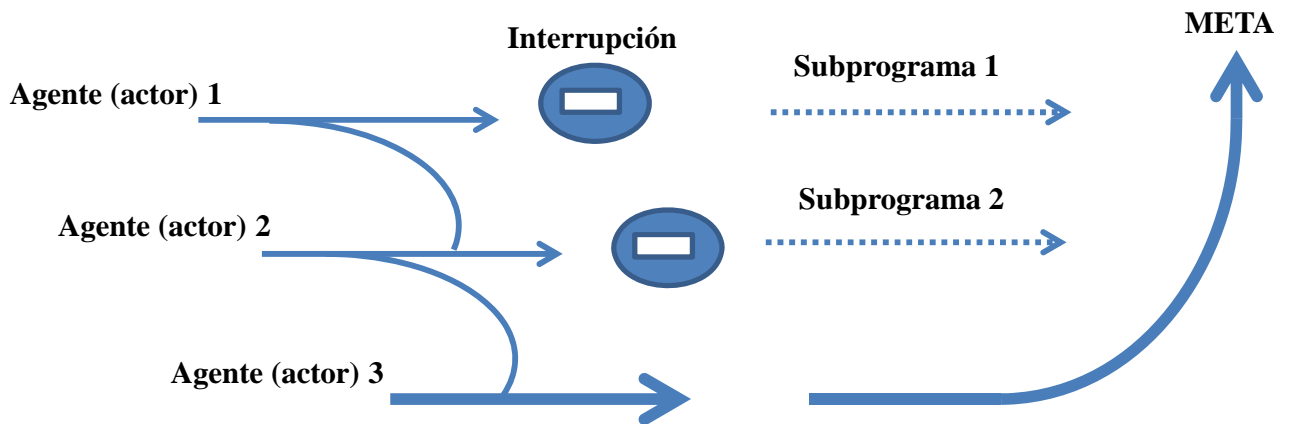 META
Interrupción
Subprograma 1
Agente (actor) 1
Subprograma 2
Agente (actor) 2
Agente (actor) 3